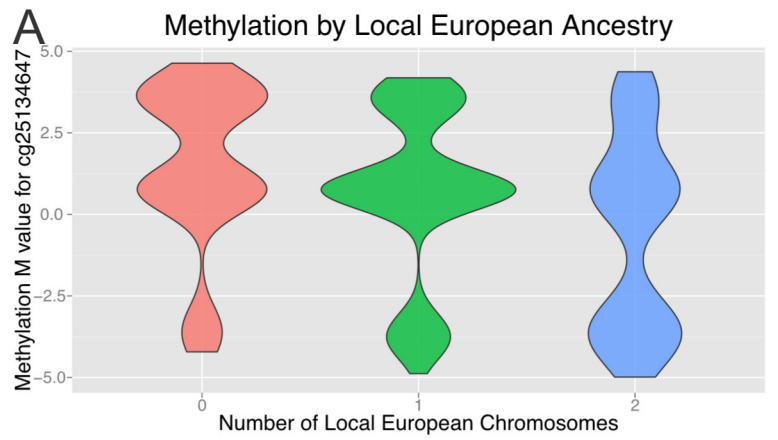 A
Methylation by Local European Ancestry
Methylation M value for cg25134647
5.0
2.5
0.0
−2.5
−5.0
0
1
2
Number of Local European Chromosomes